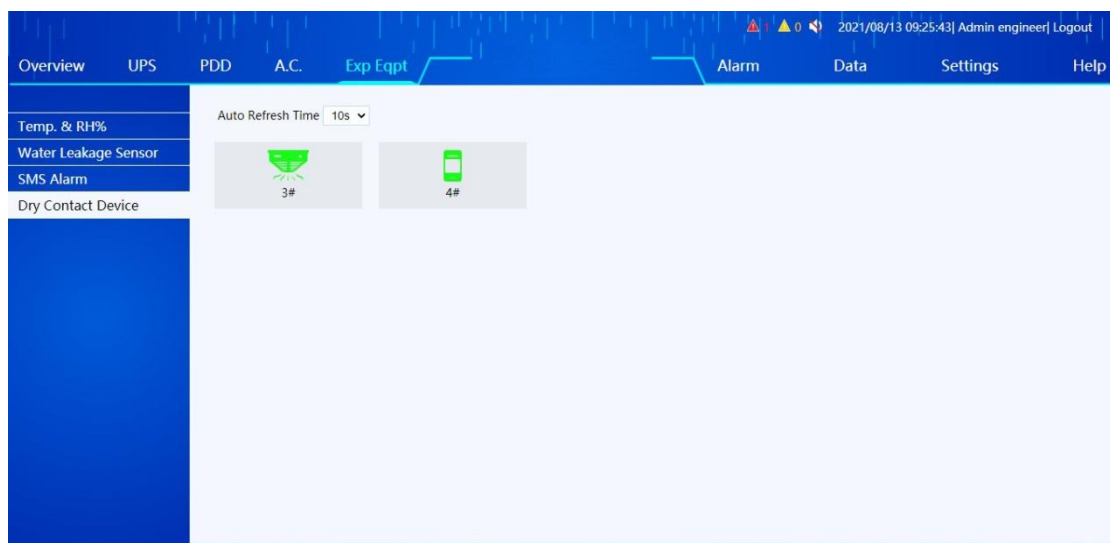 1 0 2021/08/13 09:25:43| Admin engineer| Logout
Overview UPS PDD A.C. Exp Eqpt Alarm Data Settings Help
Temp. & RH%
Water Leakage Sensor
SMS Alarm
Dry Contact Device
Auto Refresh Time 10s
3# 4#